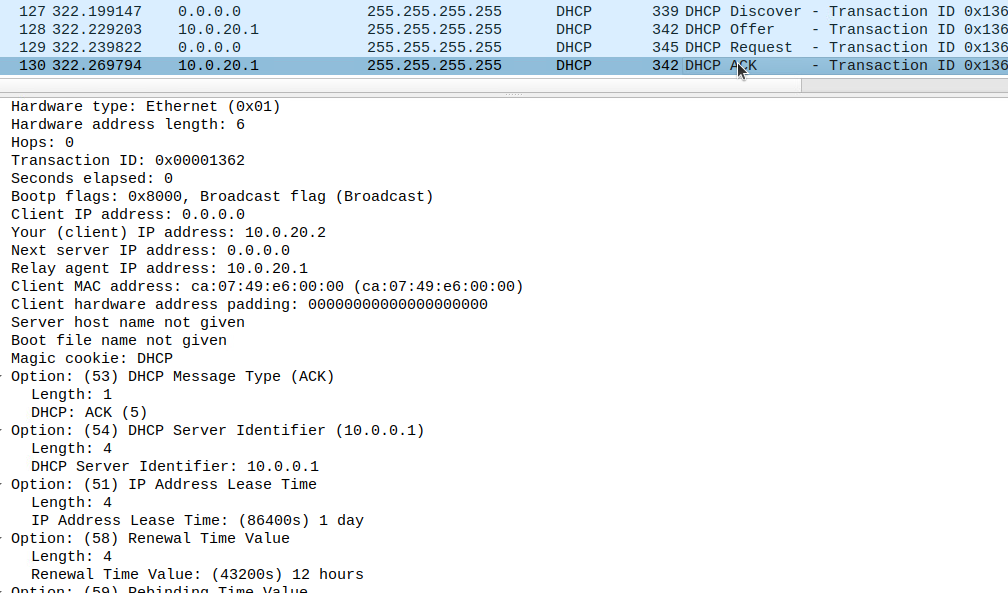 127 322.199147 0.0.0.0 255.255.255.255 DHCP 339 DHCP Discover - Transaction ID 0x136
128 322.229203 10.0.20.1 255.255.255.255 DHCP 342 DHCP Offer - Transaction ID 0x136
129 322.239822 0.0.0.0 255.255.255.255 DHCP 345 DHCP Request - Transaction ID 0x136
130 322.269794 10.0.20.1 255.255.255.255 DHCP 342 DHCP ACK - Transaction ID 0x136
Hardware type: Ethernet (0x01)
Hardware address length: 6
Hops: 0
Transaction ID: 0x00001362
Seconds elapsed: 0
Bootp flags: 0x8000, Broadcast flag (Broadcast)
Client IP address: 0.0.0.0
Your (client) IP address: 10.0.20.2
Next server IP address: 0.0.0.0
Relay agent IP address: 10.0.20.1
Client MAC address: ca:07:49:e6:00:00 (ca:07:49:e6:00:00)
Client hardware address padding: 00000000000000000000
Server host name not given
Boot file name not given
Magic cookie: DHCP
Option: (53) DHCP Message Type (ACK)
Length: 1
DHCP: ACK (5)
Option: (54) DHCP Server Identifier (10.0.0.1)
Length: 4
DHCP Server Identifier: 10.0.0.1
Option: (51) IP Address Lease Time
Length: 4
IP Address Lease Time: (86400s) 1 day
Option: (58) Renewal Time Value
Length: 4
Renewal Time Value: (43200s) 12 hours
Option: (59) Rebinding Time Value